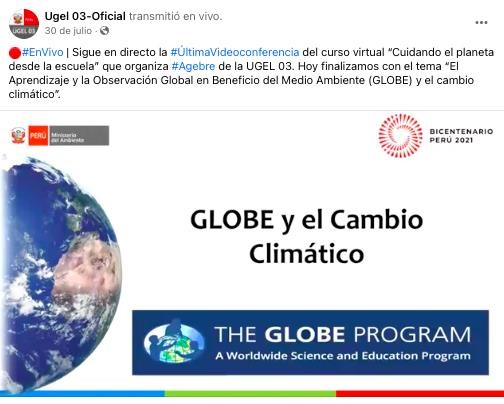 Ugel 03-Oficial transmitió en vivo.
30 de julio ·
#EnVivo | Sigue en directo la #ÚltimaVideoconferencia del curso virtual “Cuidando el planeta
desde la escuela” que organiza #Agebre de la UGEL 03. Hoy finalizamos con el tema “El
Aprendizaje y la Observación Global en Beneficio del Medio Ambiente (GLOBE) y el cambio
climático”.
UGEL 03
PERÚ
Ministerio
del Ambiente
BICENTENARIO
PERÚ 2021
GLOBE y el Cambio
Climático
THE GLOBE PROGRAM
A Worldwide Science and Education Program